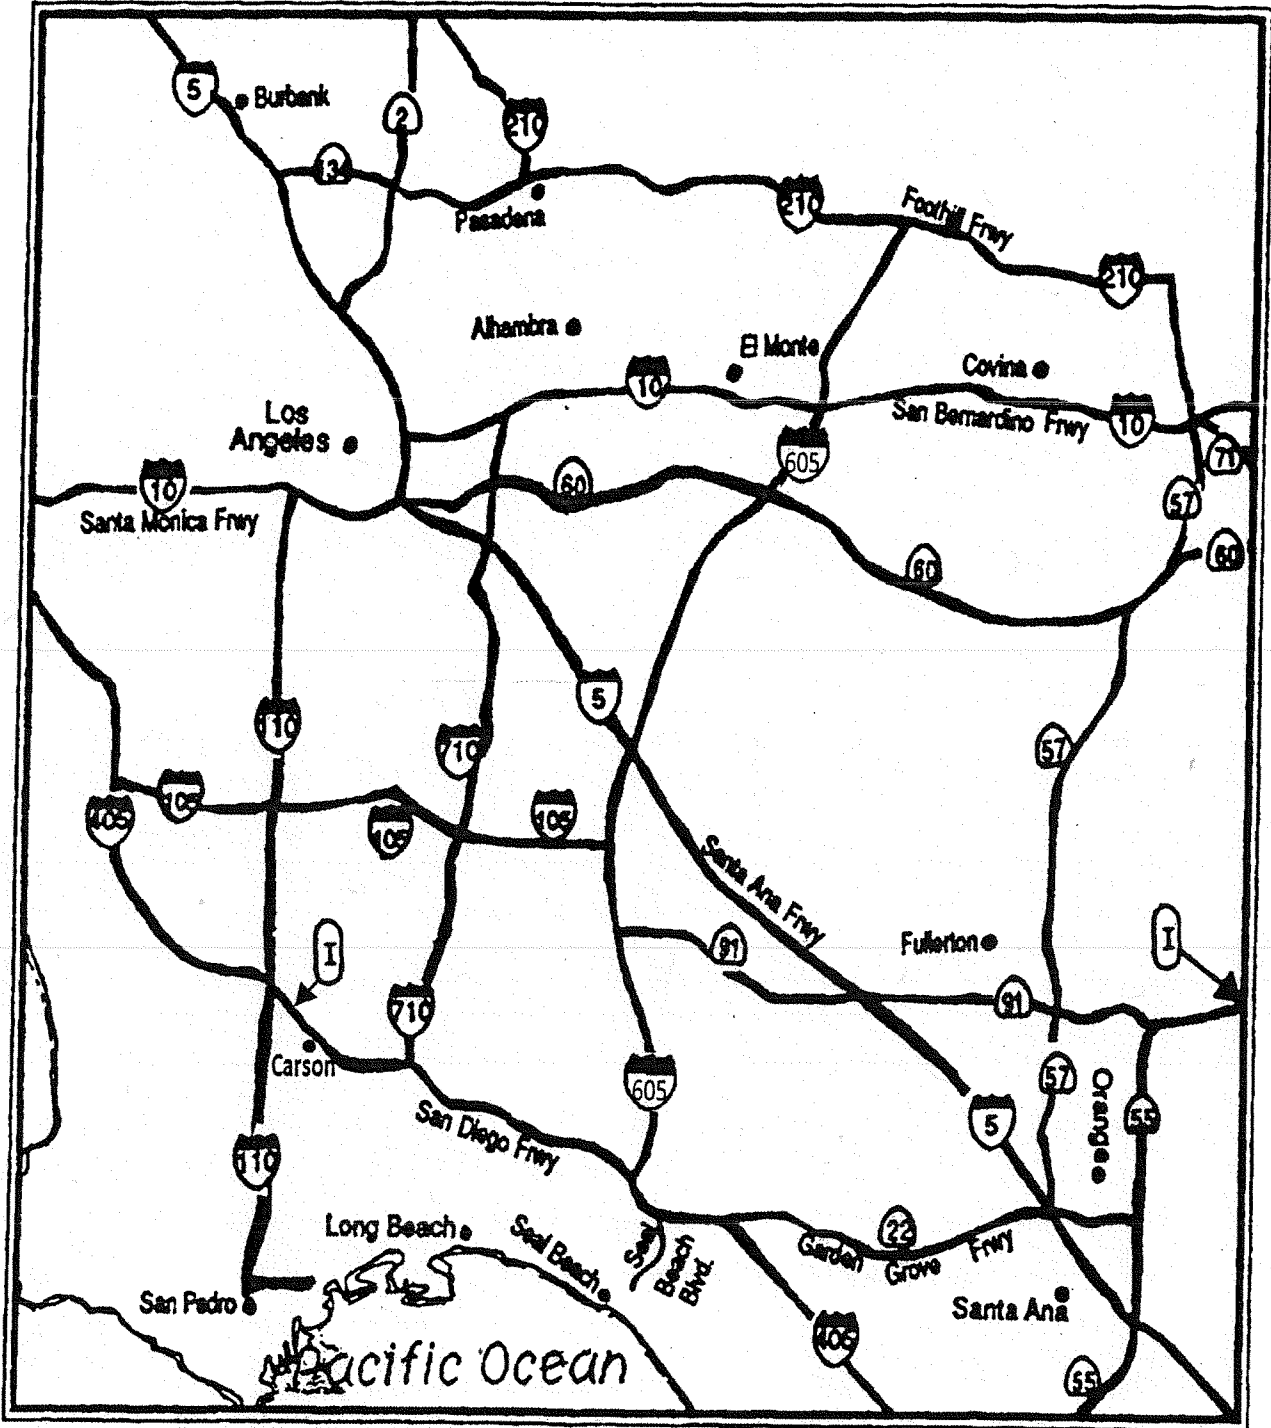 5
Burbank
2
210
134
Pasadena
210
Foothill Frwy
210
Alhambra
El Monte
Covina
10
Los
Angeles
San Bernardino Frwy
10
71
605
10
60
57
Santa Monica Frwy
60
60
5
110
710
57
105
105
105
405
Santa Ana Frwy
I
91
Fullerton
I
710
91
Carson
605
57
Orange
55
San Diego Frwy
5
110
Long Beach
Seal Beach
Seal
Beach
Blvd.
22
Garden
Grove
Frwy
San Pedro
Santa Ana
405
Pacific Ocean
55